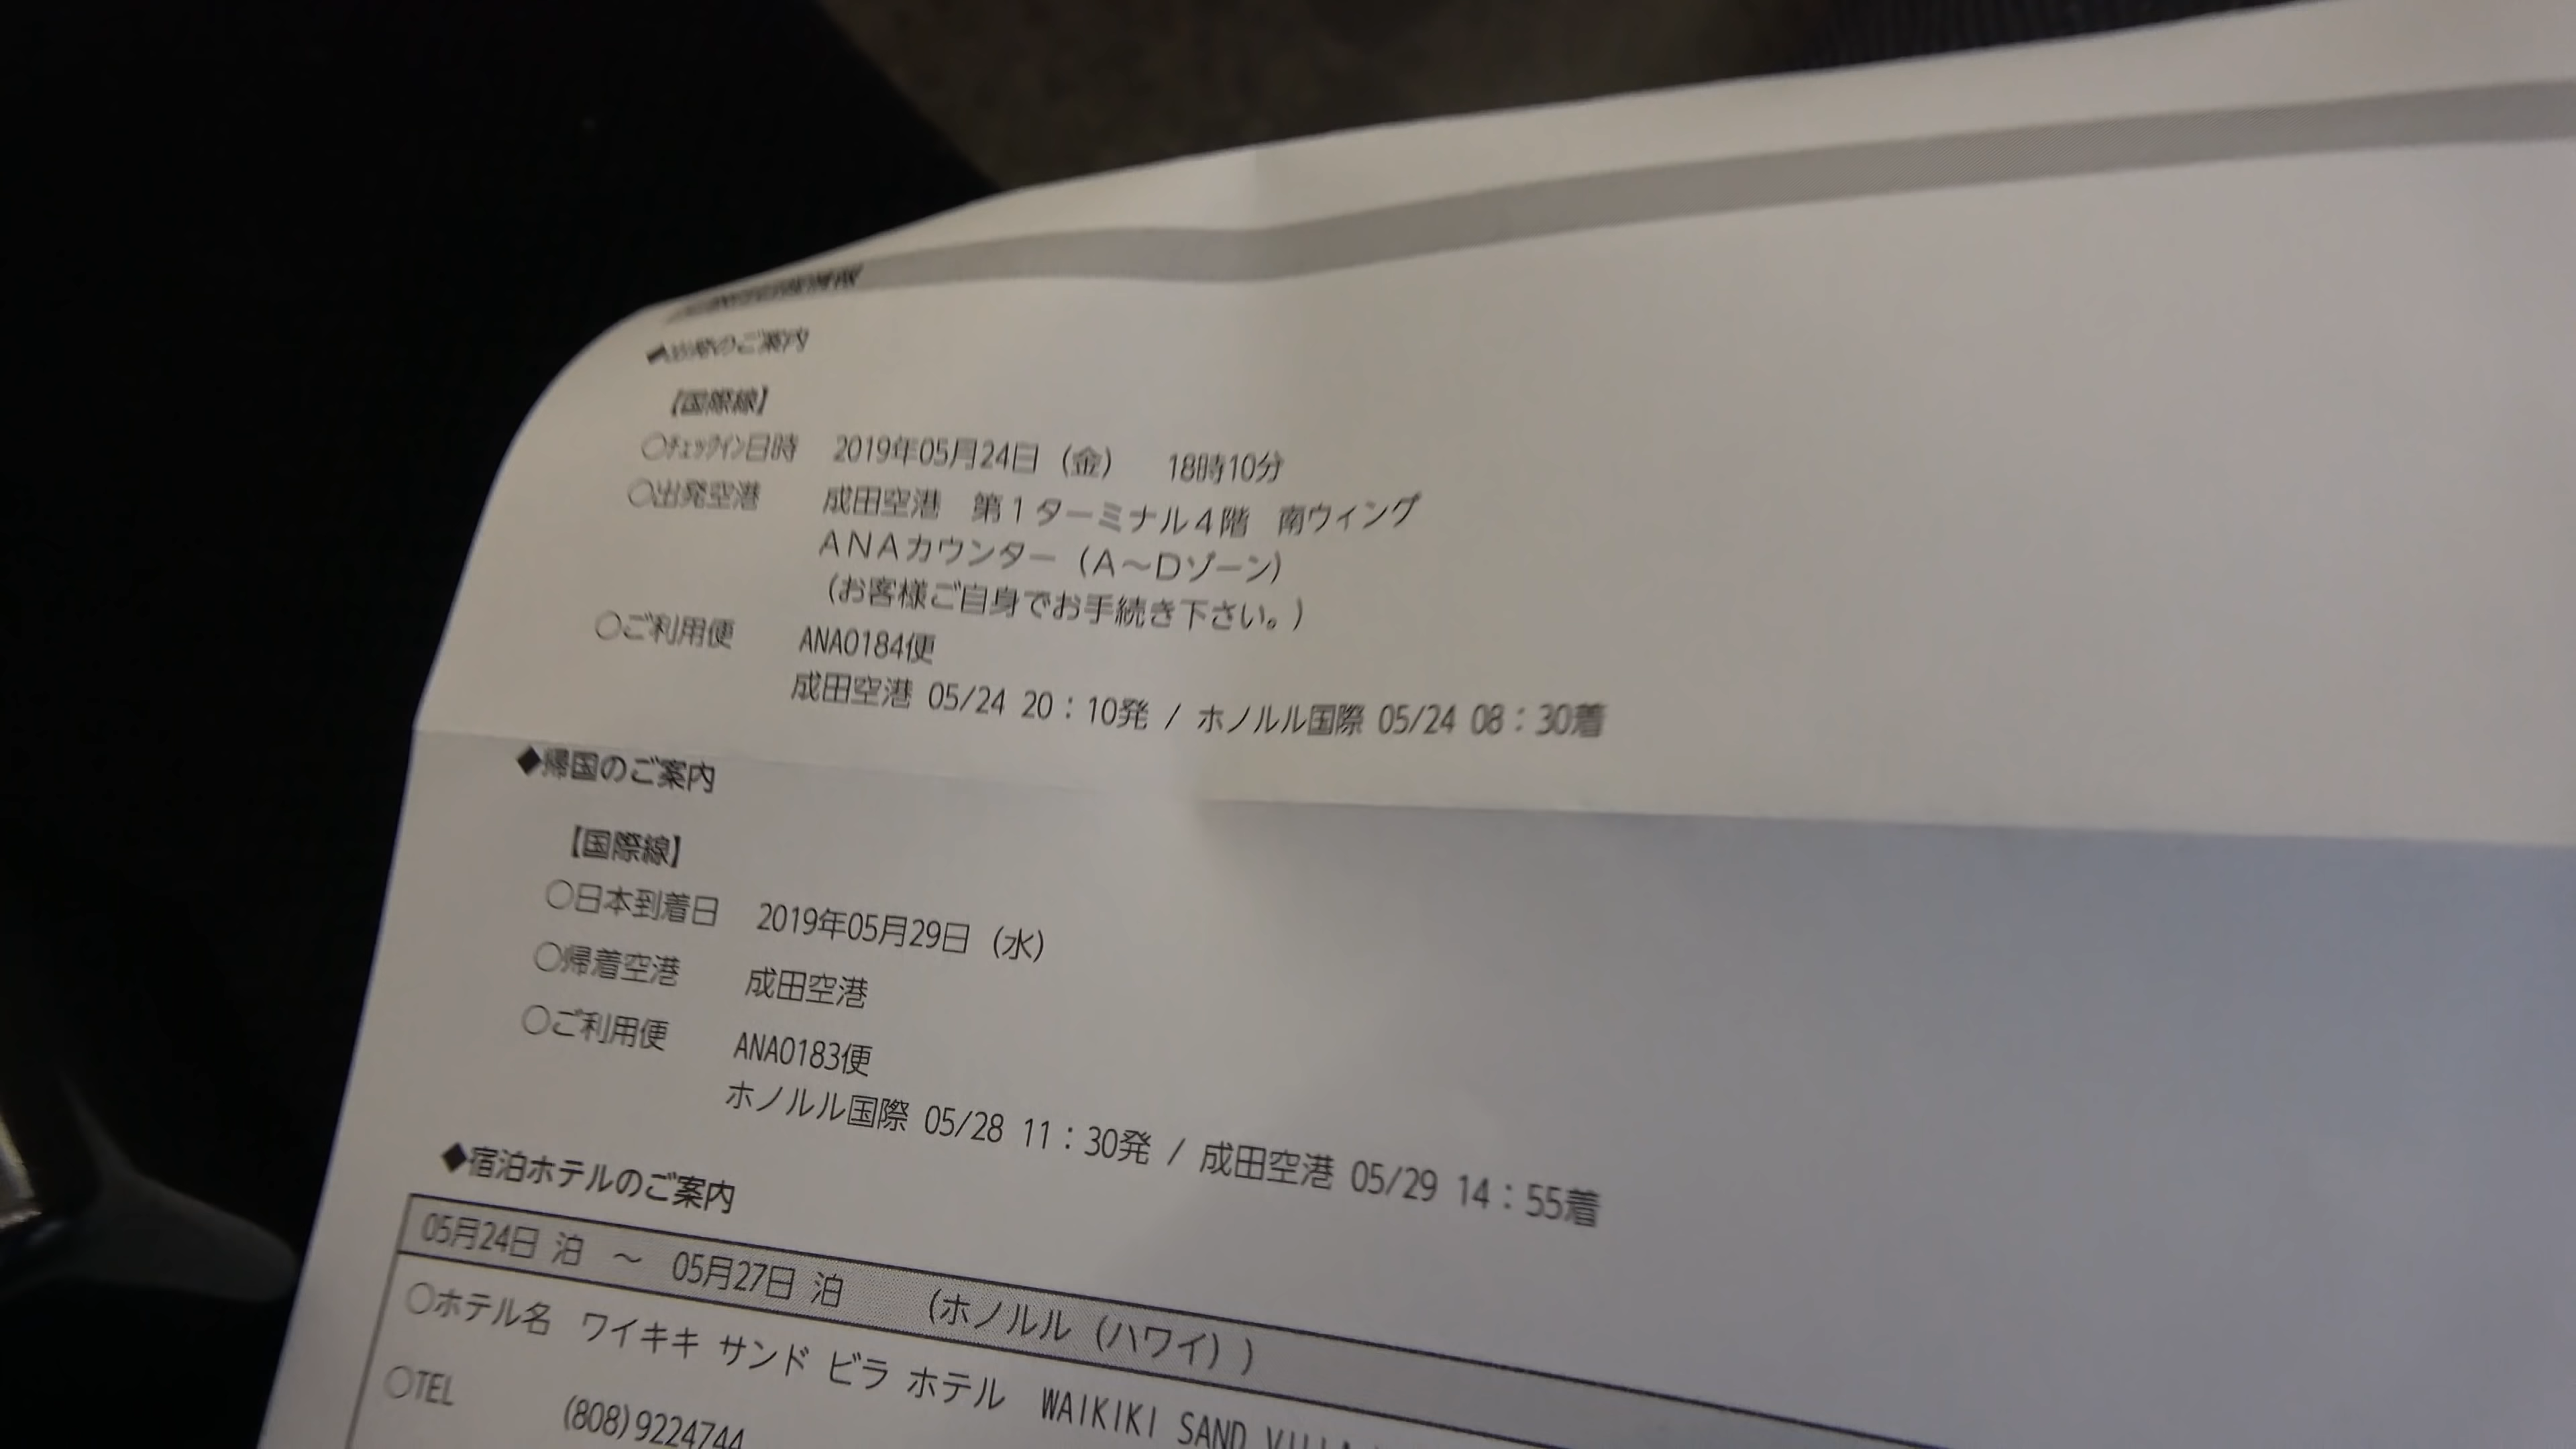 ◆出発のご案内
【国際線】
○ﾁｪｯｸｲﾝ日時 2019年05月24日（金） 18時10分
○出発空港 成田空港 第１ターミナル４階 南ウィング
ＡＮＡカウンター（Ａ～Ｄゾーン）
（お客様ご自身でお手続き下さい。）
○ご利用便 ANA0184便
成田空港 05/24 20：10発 / ホノルル国際 05/24 08：30着
◆帰国のご案内
【国際線】
○日本到着日 2019年05月29日（水）
○帰着空港 成田空港
○ご利用便 ANA0183便
ホノルル国際 05/28 11：30発 / 成田空港 05/29 14：55着
◆宿泊ホテルのご案内
05月24日 泊 ～ 05月27日 泊 （ホノルル（ハワイ））
○ホテル名 ワイキキ サンド ビラ ホテル WAIKIKI SAND VILLA
○TEL (808)9224744